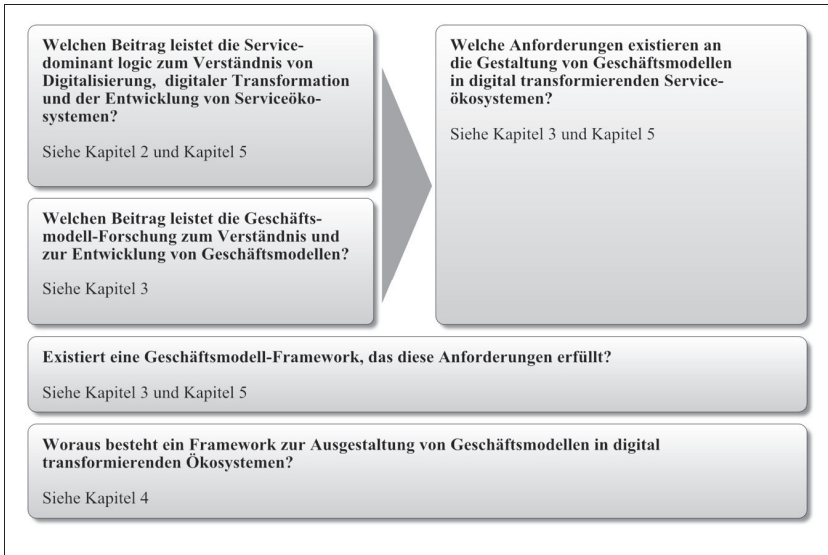 Welchen Beitrag leistet die Service-
dominant logic zum Verständnis von
Digitalisierung, digitaler Transformation
und der Entwicklung von Serviceöko-
systemen?
Siehe Kapitel 2 und Kapitel 5
Welchen Beitrag leistet die Geschäfts-
modell-Forschung zum Verständnis und
zur Entwicklung von Geschäftsmodellen?
Siehe Kapitel 3
Welche Anforderungen existieren an
die Gestaltung von Geschäftsmodellen
in digital transformierenden Service-
ökosystemen?
Siehe Kapitel 3 und Kapitel 5
Existiert eine Geschäftsmodell-Framework, das diese Anforderungen erfüllt?
Siehe Kapitel 3 und Kapitel 5
Woraus besteht ein Framework zur Ausgestaltung von Geschäftsmodellen in digital
transformierenden Ökosystemen?
Siehe Kapitel 4